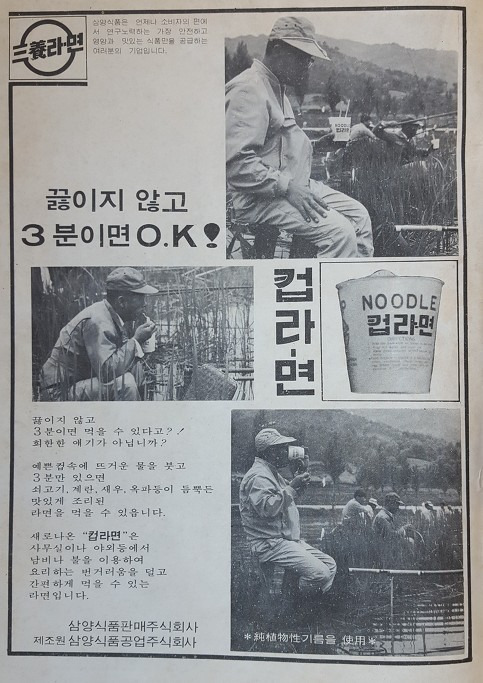 三養라면
삼양식품은 언제나 소비자의 편에
서 연구노력하는 가장 안전하고
영양과 맛있는 식품만을 공급하는
여러분의 기업입니다.
끓이지 않고
3분이면 O.K!
컵라면
NOODLE
컵라면
끓이지 않고
3분이면 먹을 수 있다고?!
희한한 얘기가 아닙니까?
예쁜컵속에 뜨거운 물을 붓고
3분만 있으면
쇠고기, 계란, 새우, 옥파등이 듬뿍든
맛있게 조리된
라면을 먹을 수 있읍니다.
새로나온 “컵라면”은
사무실이나 야외등에서
남비나 불을 이용하여
요리하는 번거러움을 덜고
간편하게 먹을 수 있는
라면입니다.
삼양식품판매주식회사
제조원 삼양식품공업주식회사
*純植物性기름을 使用*